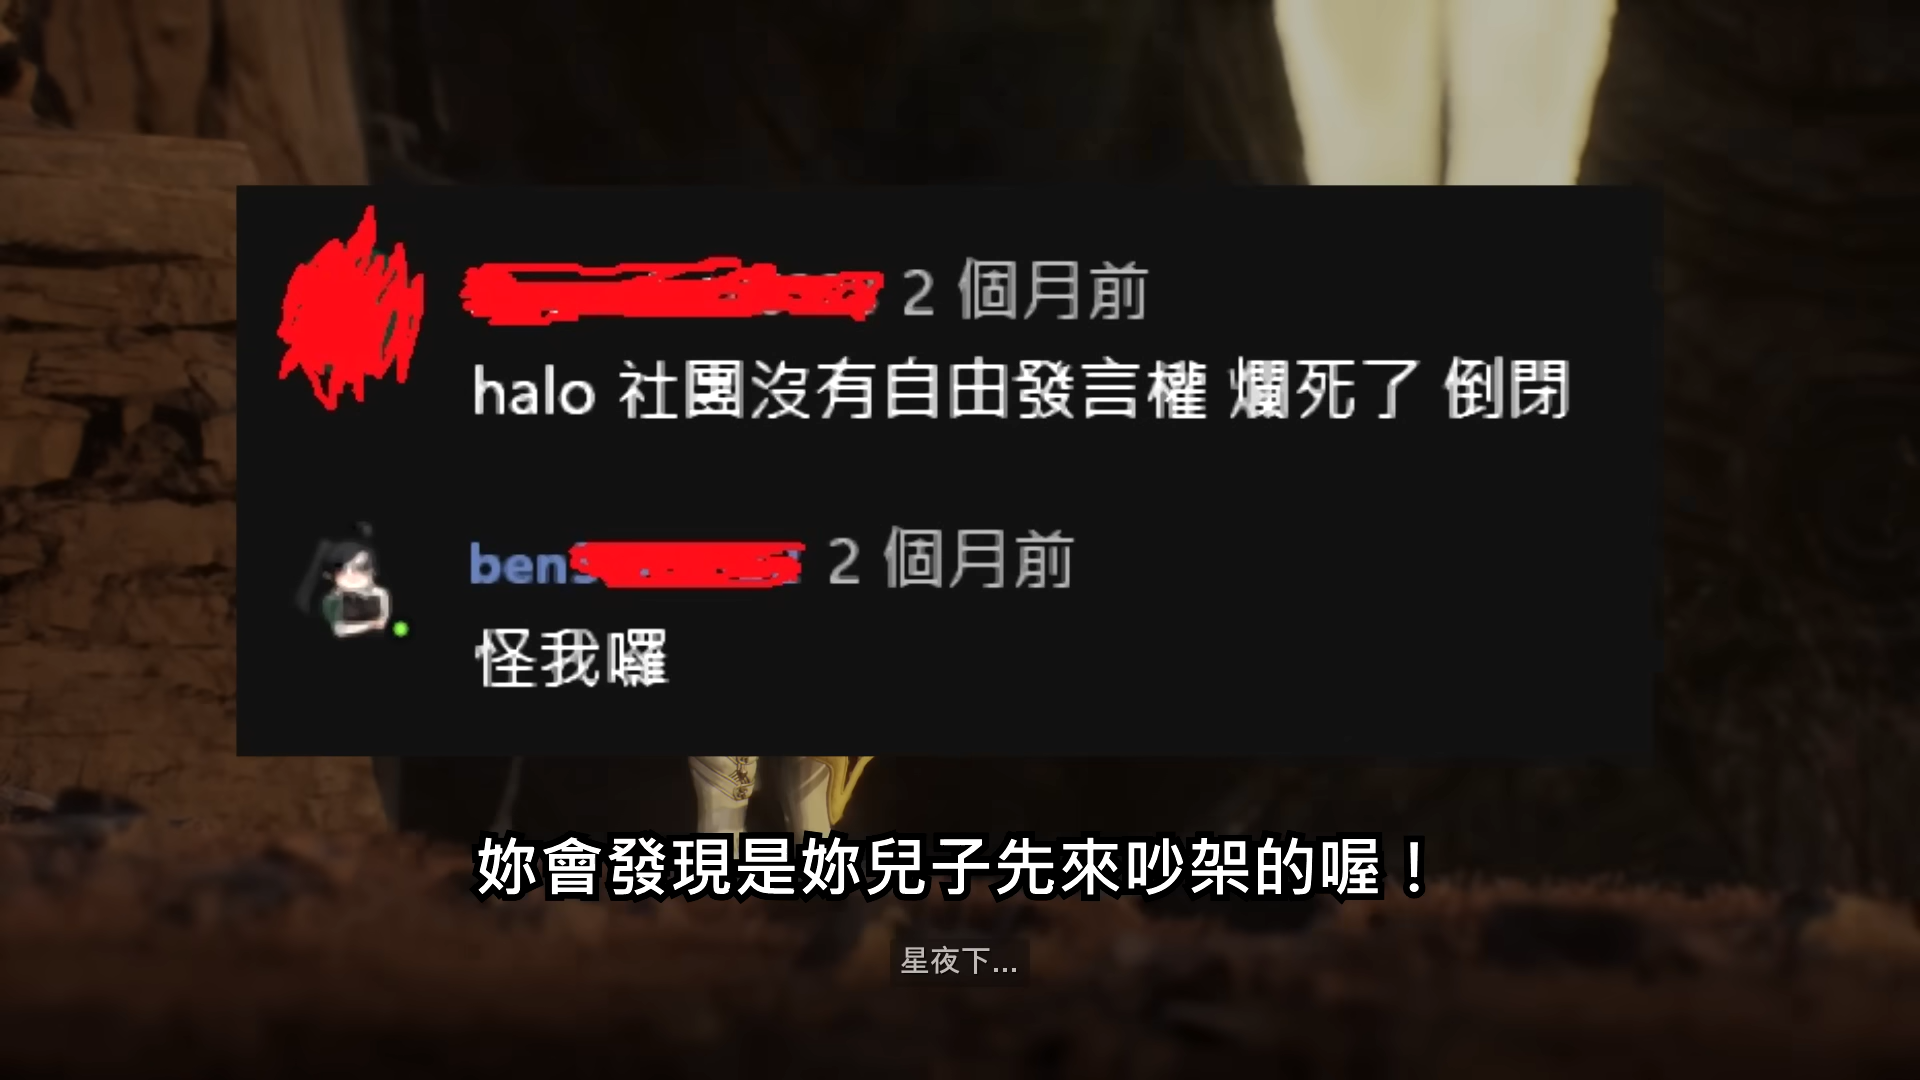 2 個月前
halo 社團沒有自由發言權 爛死了 倒閉
ben 2 個月前
怪我囉
妳會發現是妳兒子先來吵架的喔！
星夜下...